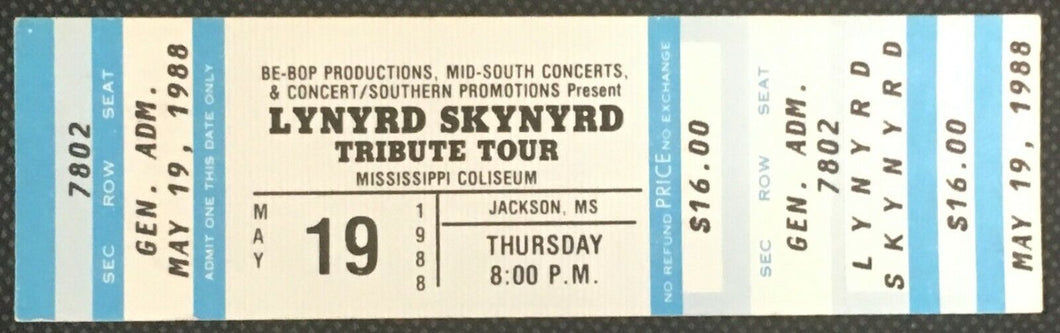 7802
SEC ROW SEAT
GEN. ADM.
MAY 19, 1988
ADMIT ONE THIS DATE ONLY
BE-BOP PRODUCTIONS, MID-SOUTH CONCERTS,
& CONCERT/SOUTHERN PROMOTIONS Present
LYNYRD SKYNYRD
TRIBUTE TOUR
MISSISSIPPI COLISEUM
MAY
19
1988
JACKSON, MS
THURSDAY
8:00 P.M.
NO REFUND PRICE NO EXCHANGE
$16.00
SEC ROW SEAT
GEN. ADM.
7802
LYNYRD
SKYNYRD
$16.00
MAY 19, 1988